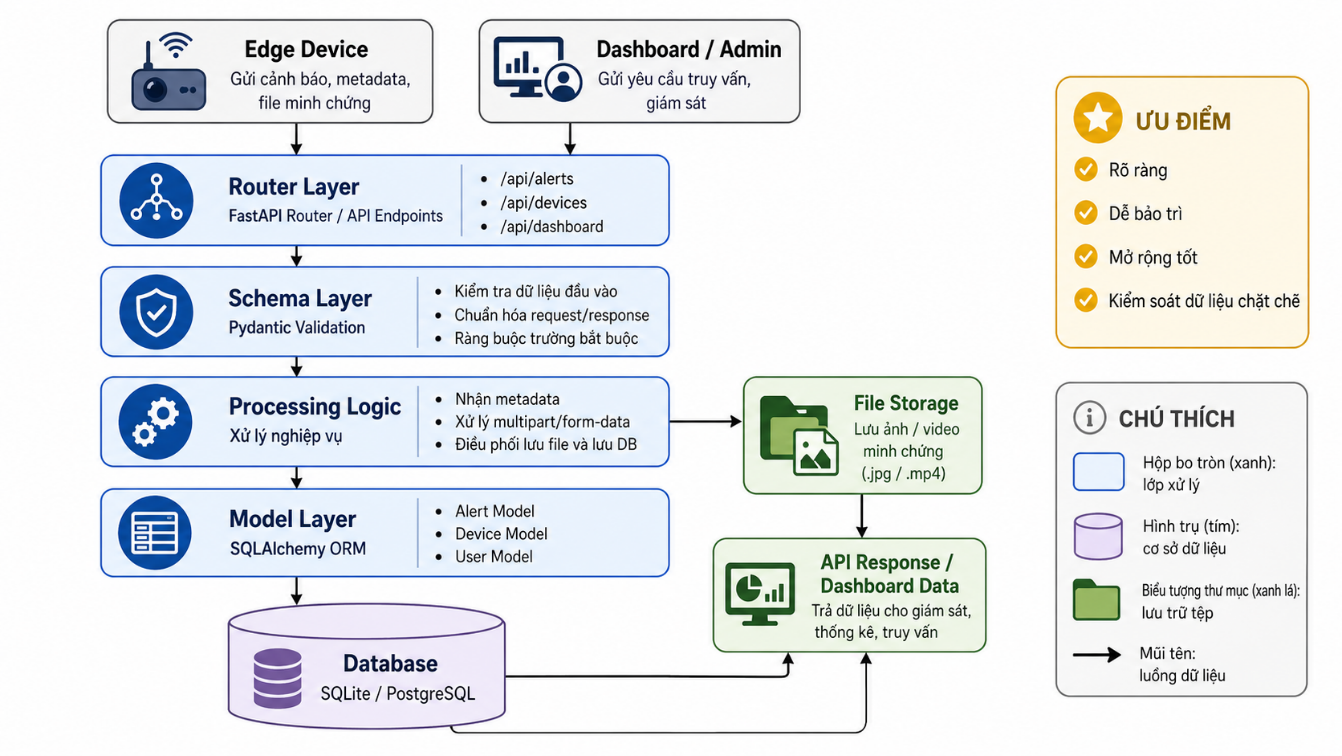 Edge Device
Gửi cảnh báo, metadata,
file minh chứng
Dashboard / Admin
Gửi yêu cầu truy vấn,
giám sát
Router Layer
FastAPI Router / API Endpoints
• /api/alerts
• /api/devices
• /api/dashboard
Schema Layer
Pydantic Validation
• Kiểm tra dữ liệu đầu vào
• Chuẩn hóa request/response
• Ràng buộc trường bắt buộc
Processing Logic
Xử lý nghiệp vụ
• Nhận metadata
• Xử lý multipart/form-data
• Điều phối lưu file và lưu DB
File Storage
Lưu ảnh / video
minh chứng
(.jpg / .mp4)
Model Layer
SQLAlchemy ORM
• Alert Model
• Device Model
• User Model
API Response /
Dashboard Data
Trả dữ liệu cho giám sát,
thống kê, truy vấn
Database
SQLite / PostgreSQL
ƯU ĐIỂM
Rõ ràng
Dễ bảo trì
Mở rộng tốt
Kiểm soát dữ liệu chặt chẽ
CHÚ THÍCH
Hộp bo tròn (xanh):
lớp xử lý
Hình trụ (tím):
cơ sở dữ liệu
Biểu tượng thư mục (xanh lá):
lưu trữ tệp
Mũi tên:
luồng dữ liệu